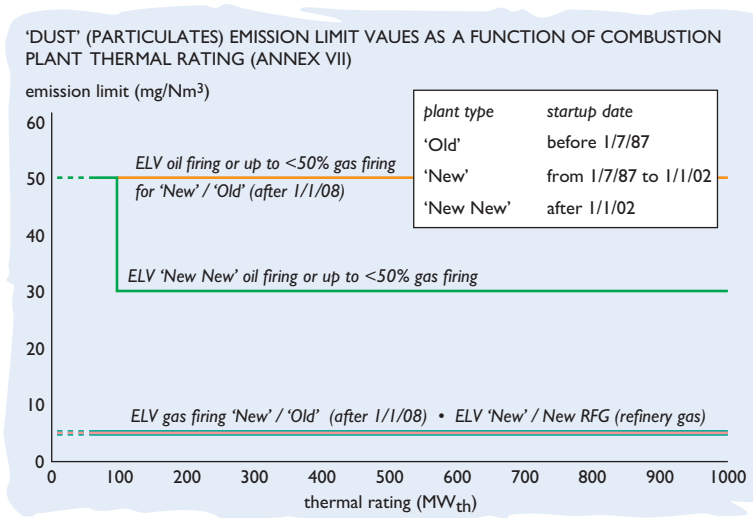 ‘DUST’ (PARTICULATES) EMISSION LIMIT VAUES AS A FUNCTION OF COMBUSTION
PLANT THERMAL RATING (ANNEX VII)
emission limit (mg/Nm3)
plant type startup date
‘Old’ before 1/7/87
‘New’ from 1/7/87 to 1/1/02
‘New New’ after 1/1/02
60
50
40
30
20
10
0
ELV oil firing or up to <50% gas firing
for ‘New’ / ‘Old’ (after 1/1/08)
ELV ‘New New’ oil firing or up to <50% gas firing
ELV gas firing ‘New’ / ‘Old’ (after 1/1/08) • ELV ‘New’ / New RFG (refinery gas)
0 100 200 300 400 500 600 700 800 900 1000
thermal rating (MWth)